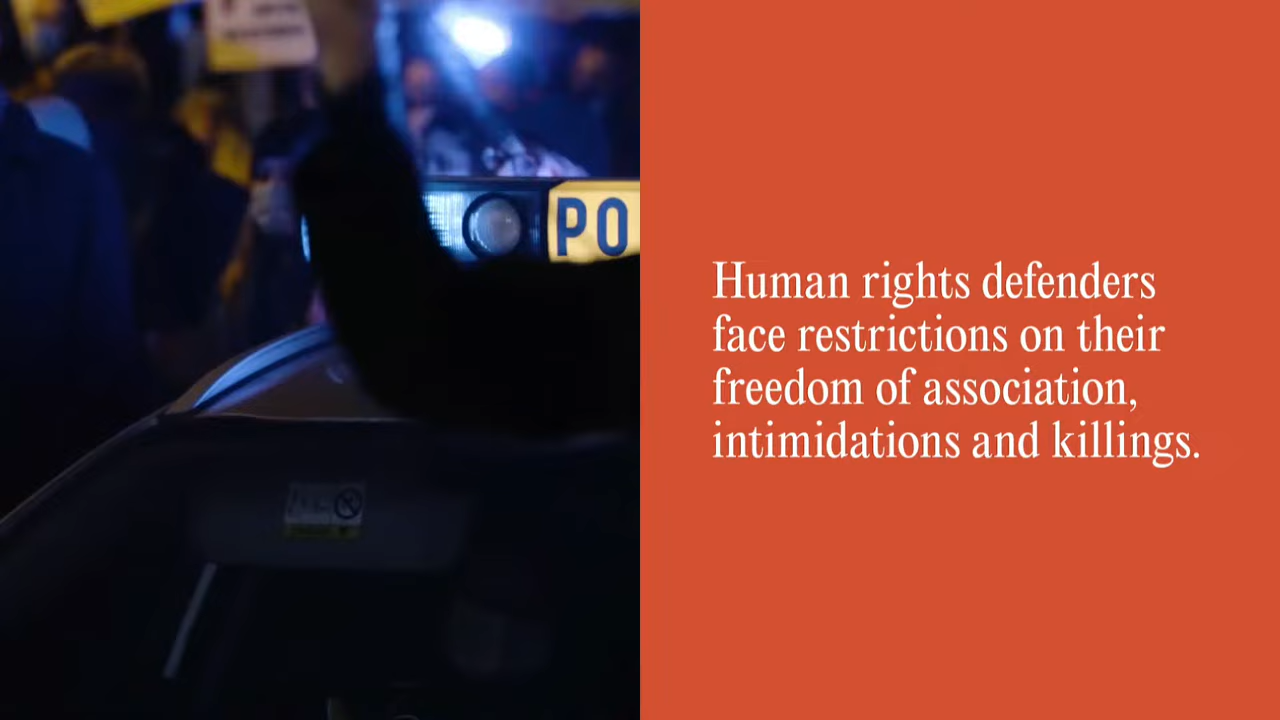 PO
Human rights defenders
face restrictions on their
freedom of association,
intimidations and killings.